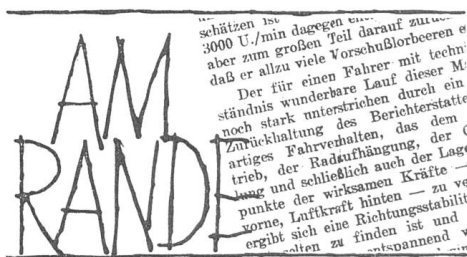 AM
RANDE
schätzen ist
3000 U./min dagegen
aber zum großen Teil darauf
daß er allzu viele Vorschußlorbeeren
Der für einen Fahrer mit
ständnis wunderbare Lauf dieser
noch stark unterstrichen durch ein
Zurückhaltung des Berichterstatte
artiges Fahrverhalten, das dem
trieb, der Radaufhängung, der
lung und schließlich auch der Lage
punkte der wirksamen Kräfte —
vorne, Luftkraft hinten — zu
ergibt sich eine Richtungsstabilit
selten zu finden ist und
entspannend